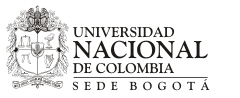 UNIVERSIDAD
NACIONAL
DE COLOMBIA
SEDE BOGOTÁ